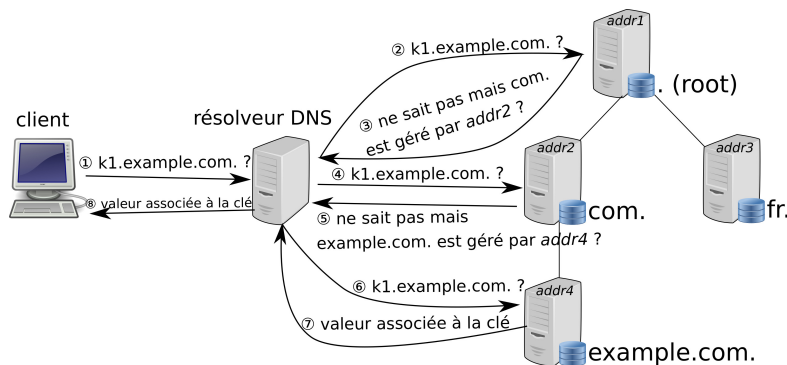 addr1
② k1.example.com. ?
. (root)
③ ne sait pas mais com.
est géré par addr2 ?
client
résolveur DNS
① k1.example.com. ?
④ k1.example.com. ?
addr2
addr3
⑧ valeur associée à la clé
⑤ ne sait pas mais
example.com. est géré par addr4 ?
com.
fr.
⑥ k1.example.com. ?
addr4
⑦ valeur associée à la clé
example.com.